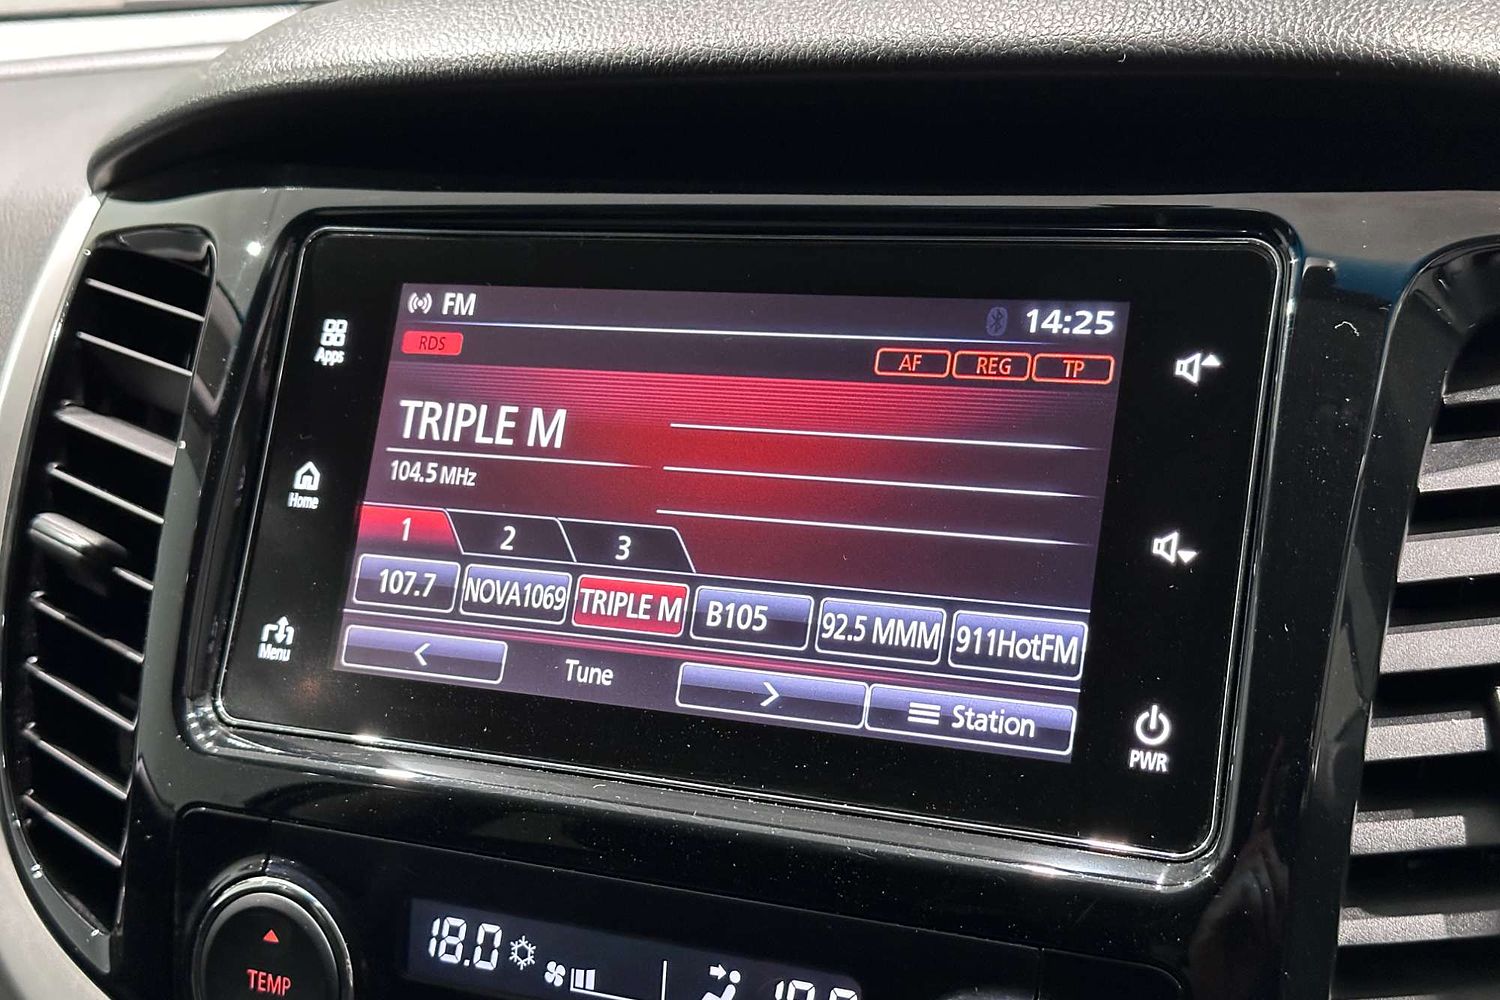 FM
14:25
RDS
AF REG TP
Apps
TRIPLE M
104.5 MHz
Home
1 2 3
107.7 NOVA1069 TRIPLE M B105 92.5 MMM 911HotFM
Menu
< Tune > Station
PWR
18.0
TEMP